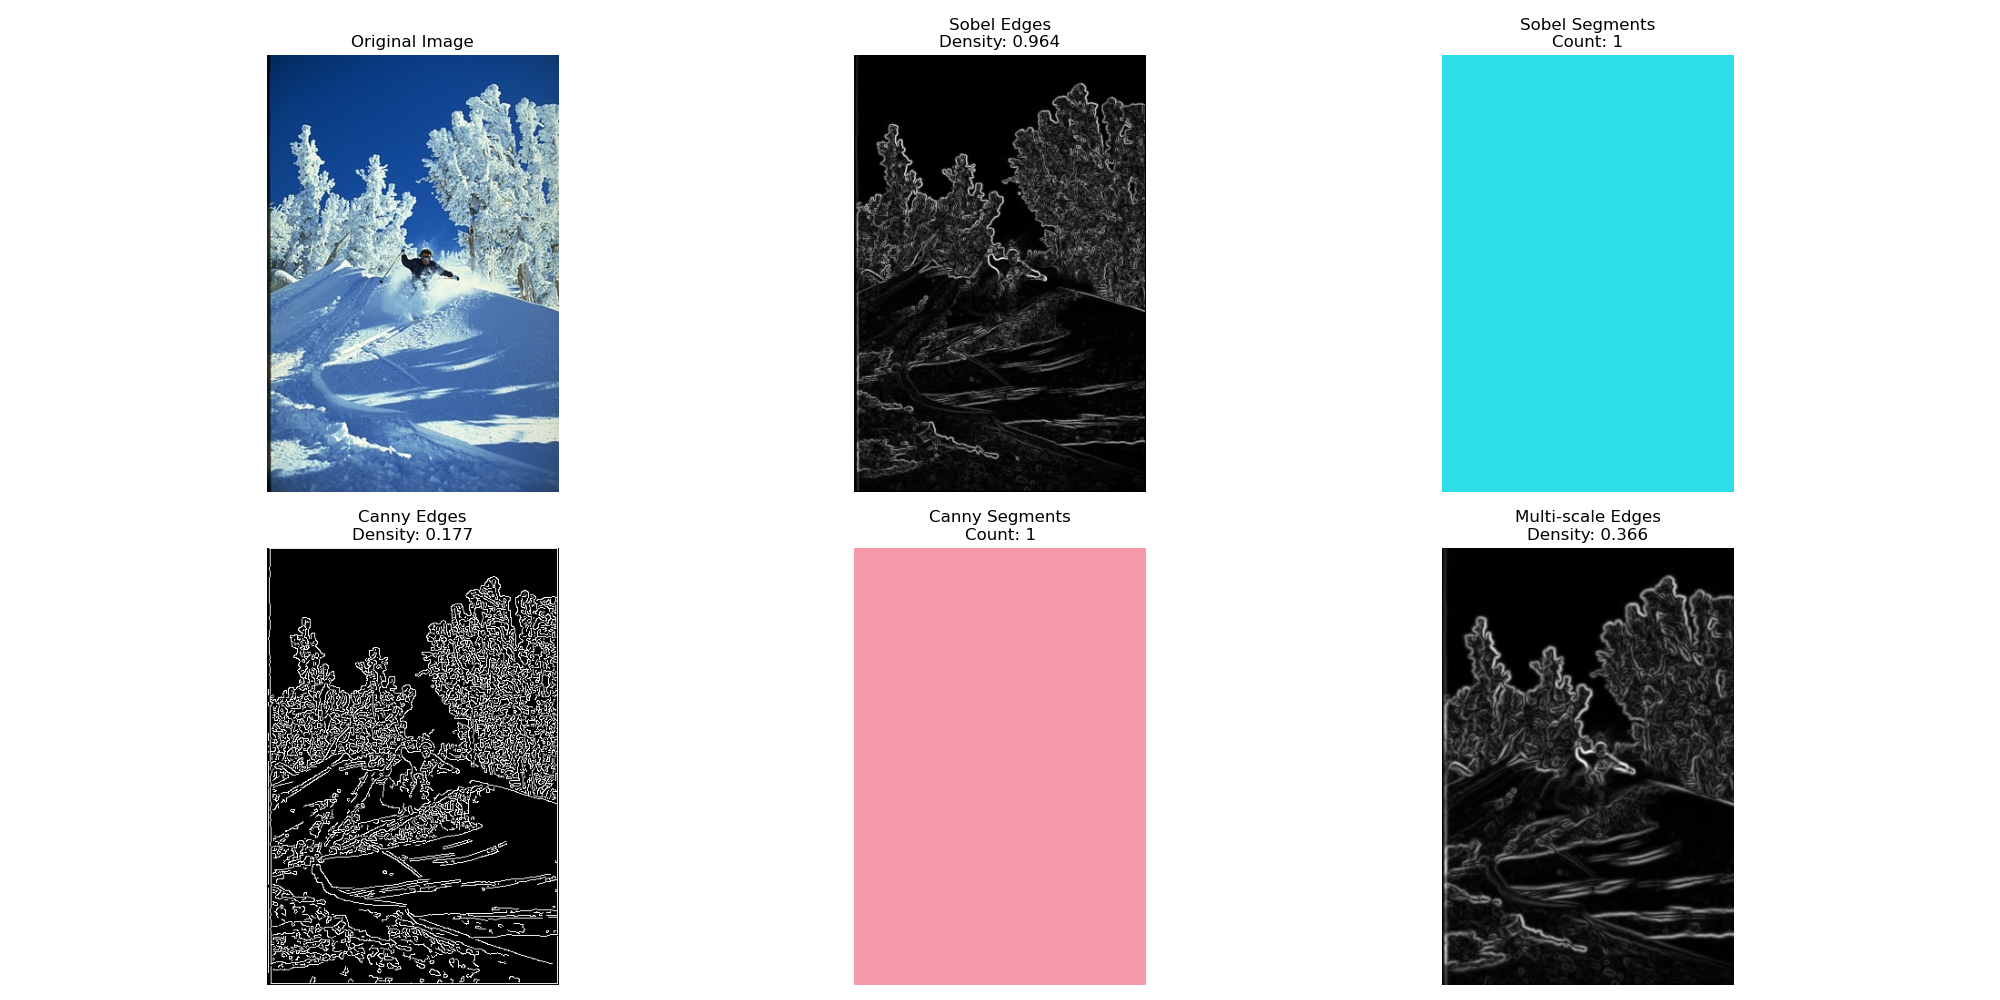 Original Image
Sobel Edges
Density: 0.964
Sobel Segments
Count: 1
Canny Edges
Density: 0.177
Canny Segments
Count: 1
Multi-scale Edges
Density: 0.366